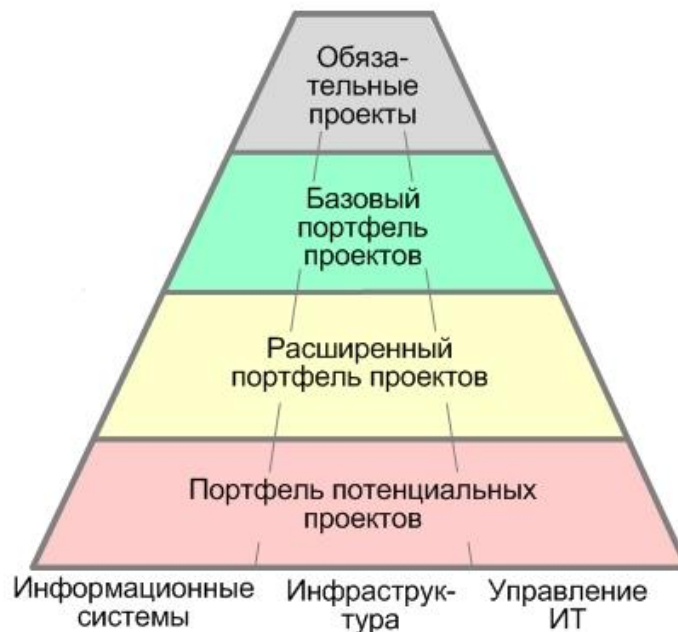 Обяза-
тельные
проекты
Базовый
портфель
проектов
Расширенный
портфель проектов
Портфель потенциальных
проектов
Информационные
системы
Инфраструк-
тура
Управление
ИТ